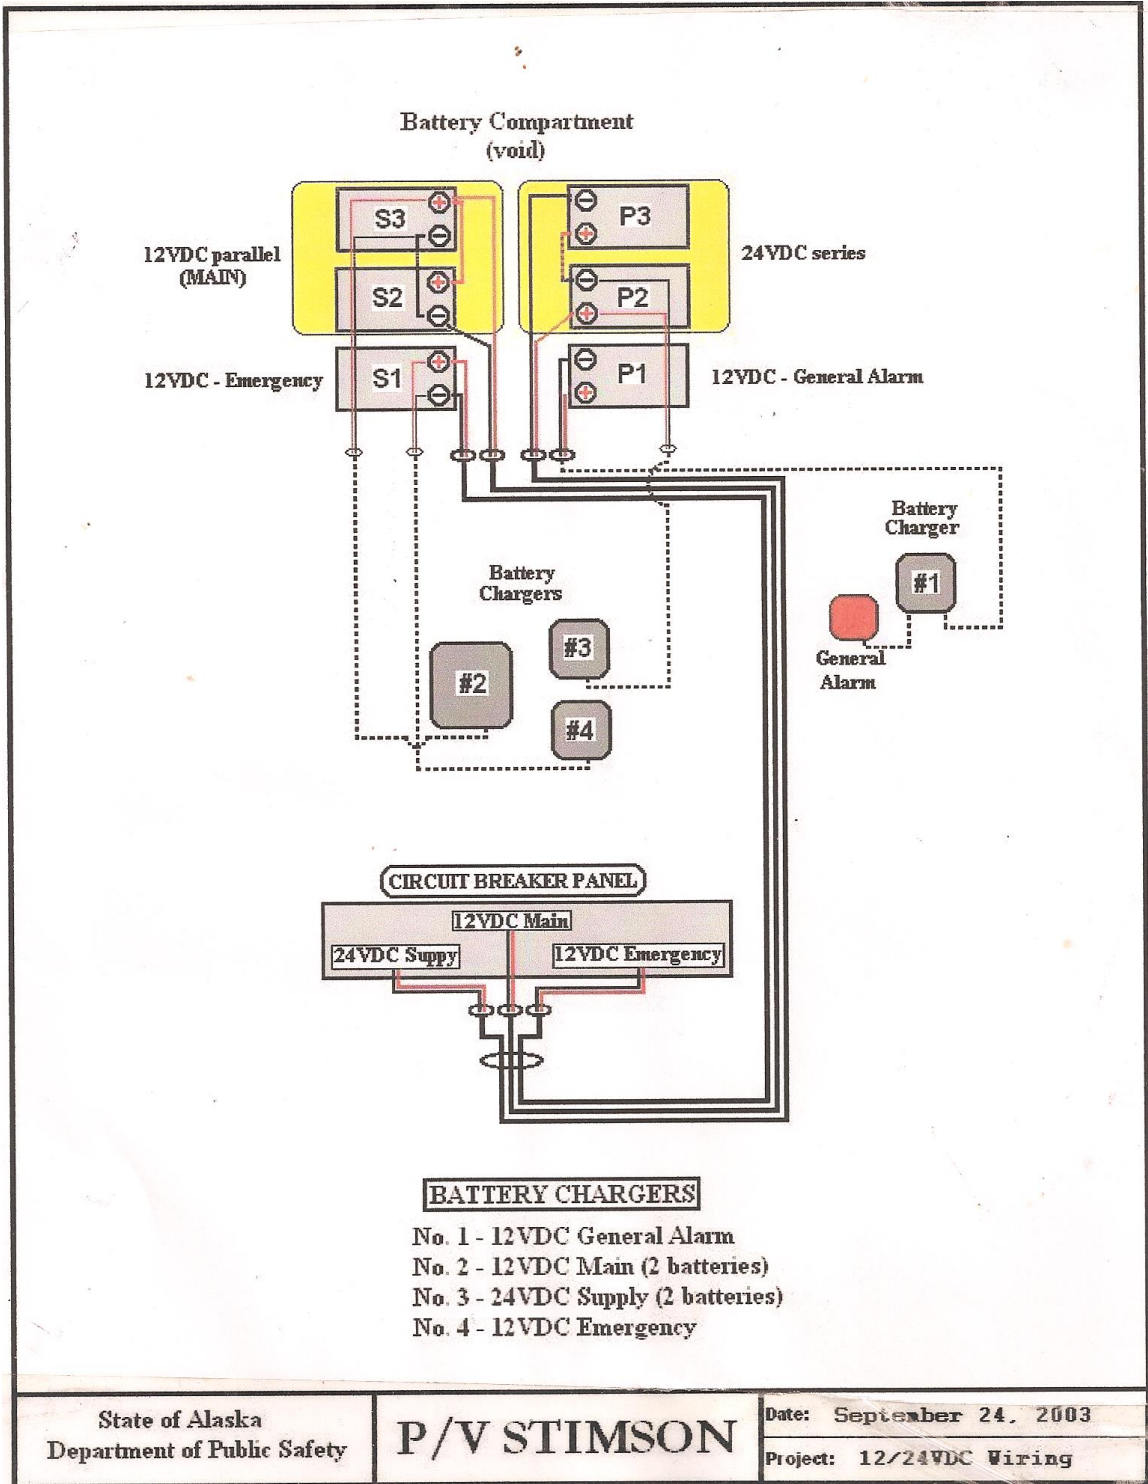 Battery Compartment
(void)
S3
P3
12VDC parallel
(MAIN)
24VDC series
S2
P2
S1
P1
12VDC - Emergency
12VDC - General Alarm
Battery
Charger
#1
Battery
Chargers
#3
#2
#4
General
Alarm
CIRCUIT BREAKER PANEL
12VDC Main
24VDC Suppy
12VDC Emergency
BATTERY CHARGERS
No. 1 - 12VDC General Alarm
No. 2 - 12VDC Main (2 batteries)
No. 3 - 24VDC Supply (2 batteries)
No. 4 - 12VDC Emergency
State of Alaska
Department of Public Safety
P/V STIMSON
Date: September 24, 2003
Project: 12/24VDC Wiring